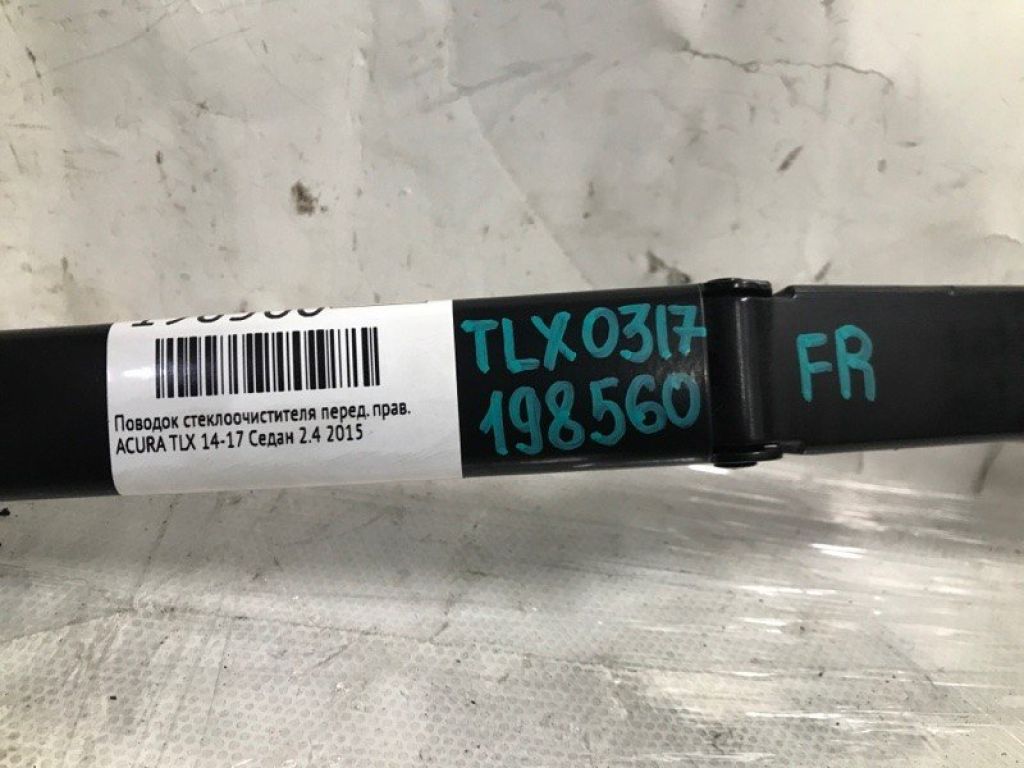 Поводок стеклоочистителя перед. прав.
ACURA TLX 14-17 Седан 2.4 2015
TLX0317
198560
FR